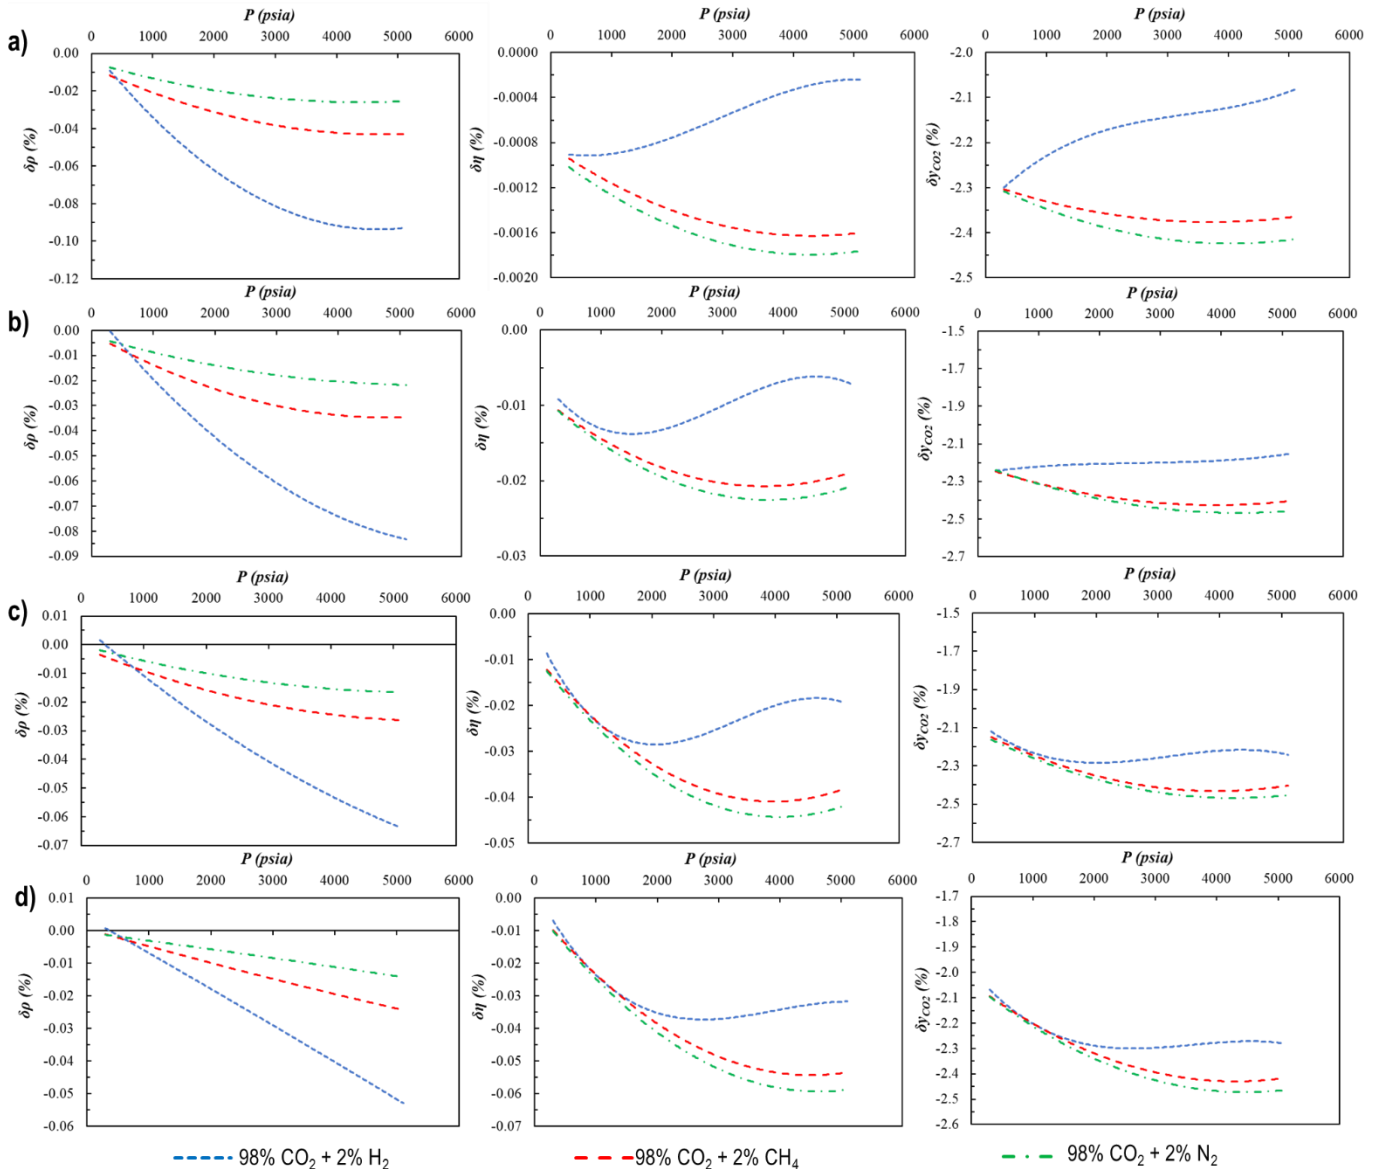 a)
P (psia)
0 1000 2000 3000 4000 5000 6000
0.00
-0.02
-0.04
-0.06
-0.08
-0.10
-0.12
δρ (%)
P (psia)
0 1000 2000 3000 4000 5000 6000
0.0000
-0.0004
-0.0008
-0.0012
-0.0016
-0.0020
δη (%)
P (psia)
0 1000 2000 3000 4000 5000 6000
-2.0
-2.1
-2.2
-2.3
-2.4
-2.5
δyCO2 (%)
b)
P (psia)
0 1000 2000 3000 4000 5000 6000
0.00
-0.01
-0.02
-0.03
-0.04
-0.05
-0.06
-0.07
-0.08
-0.09
δρ (%)
P (psia)
0 1000 2000 3000 4000 5000 6000
0.00
-0.01
-0.02
-0.03
δη (%)
P (psia)
0 1000 2000 3000 4000 5000 6000
-1.5
-1.7
-1.9
-2.1
-2.3
-2.5
-2.7
δyCO2 (%)
c)
P (psia)
0 1000 2000 3000 4000 5000 6000
0.01
0.00
-0.01
-0.02
-0.03
-0.04
-0.05
-0.06
-0.07
δρ (%)
P (psia)
0 1000 2000 3000 4000 5000 6000
0.00
-0.01
-0.02
-0.03
-0.04
-0.05
δη (%)
P (psia)
0 1000 2000 3000 4000 5000 6000
-1.5
-1.7
-1.9
-2.1
-2.3
-2.5
-2.7
δyCO2 (%)
d)
P (psia)
0 1000 2000 3000 4000 5000 6000
0.01
0.00
-0.01
-0.02
-0.03
-0.04
-0.05
-0.06
δρ (%)
P (psia)
0 1000 2000 3000 4000 5000 6000
0.00
-0.01
-0.02
-0.03
-0.04
-0.05
-0.06
-0.07
δη (%)
P (psia)
0 1000 2000 3000 4000 5000 6000
-1.7
-1.8
-1.9
-2.0
-2.1
-2.2
-2.3
-2.4
-2.5
-2.6
δyCO2 (%)
98% CO₂ + 2% H₂
98% CO₂ + 2% CH₄
98% CO₂ + 2% N₂